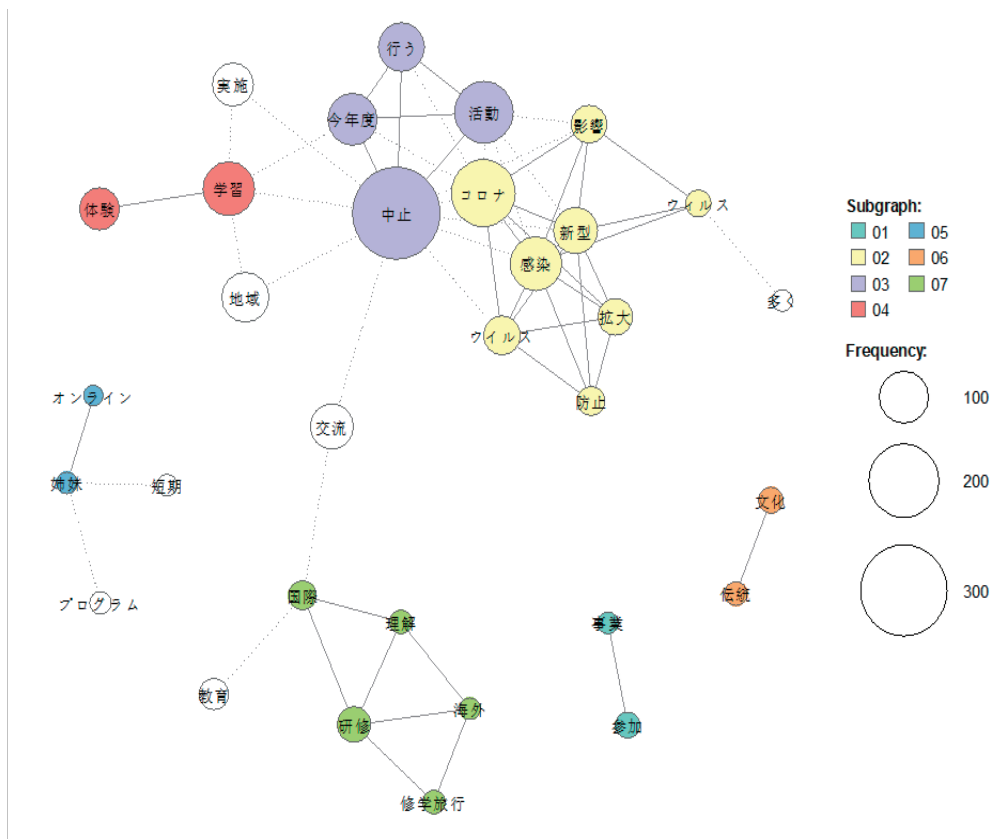 行う
実施
今年度
活動
影響
学習
体験
コロナ
中止
ウィルス
新型
感染
地域
多く
拡大
ウイルス
防止
オンライン
交流
姉妹
短期
プログラム
文化
伝統
国際
理解
事業
教育
海外
研修
参加
修学旅行
Subgraph:
01 05
02 06
03 07
04
Frequency:
100
200
300